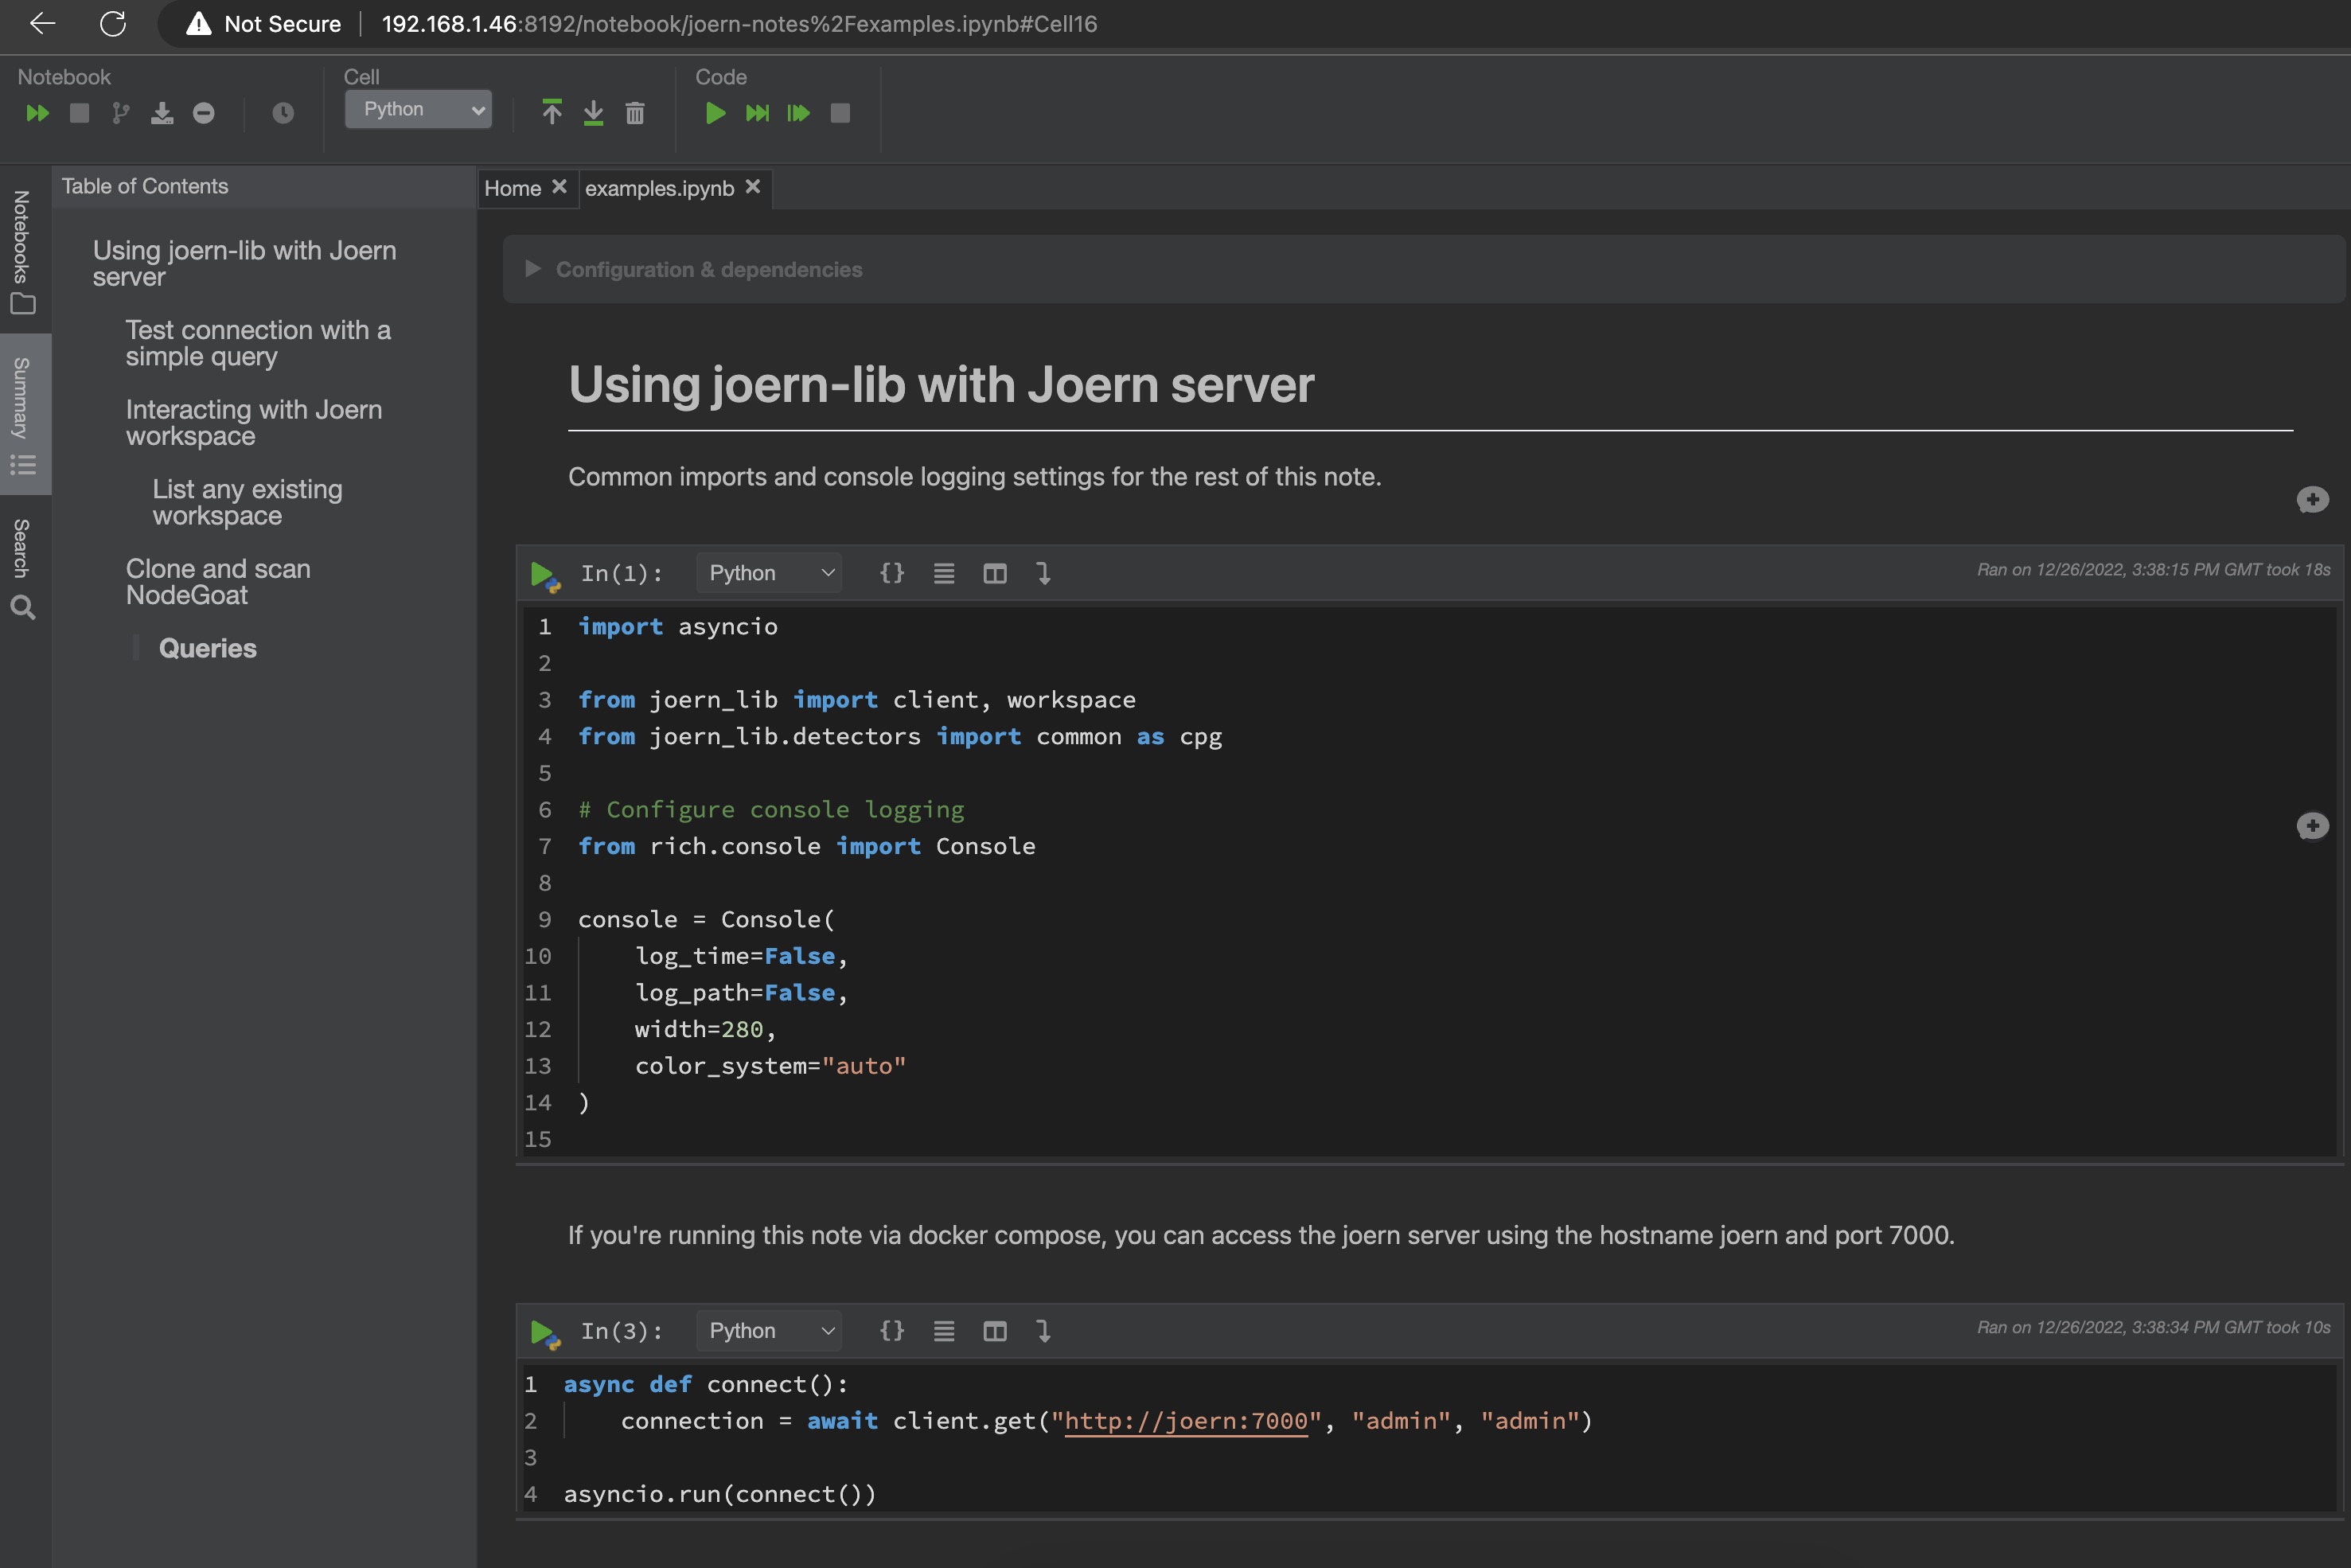 Not Secure 192.168.1.46:8192/notebook/joern-notes%2Fexamples.ipynb#Cell16
Notebook
Cell
Code
Python
Notebooks
Summary
Search
Table of Contents
Using joern-lib with Joern
server
Test connection with a
simple query
Interacting with Joern
workspace
List any existing
workspace
Clone and scan
NodeGoat
Queries
Home
examples.ipynb
Configuration & dependencies
Using joern-lib with Joern server
Common imports and console logging settings for the rest of this note.
In(1): Python {} Ran on 12/26/2022, 3:38:15 PM GMT took 18s
1 import asyncio
2
3 from joern_lib import client, workspace
4 from joern_lib.detectors import common as cpg
5
6 # Configure console logging
7 from rich.console import Console
8
9 console = Console(
10     log_time=False,
11     log_path=False,
12     width=280,
13     color_system="auto"
14 )
15
If you're running this note via docker compose, you can access the joern server using the hostname joern and port 7000.
In(3): Python {} Ran on 12/26/2022, 3:38:34 PM GMT took 10s
1 async def connect():
2     connection = await client.get("http://joern:7000", "admin", "admin")
3
4 asyncio.run(connect())